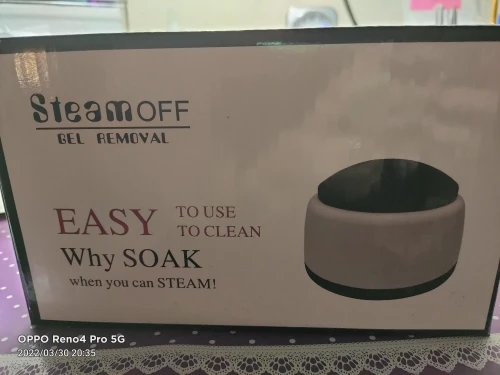 SteamOFF
GEL REMOVAL
EASY TO USE
TO CLEAN
Why SOAK
when you can STEAM!
OPPO Reno4 Pro 5G
2022/03/30 20:35